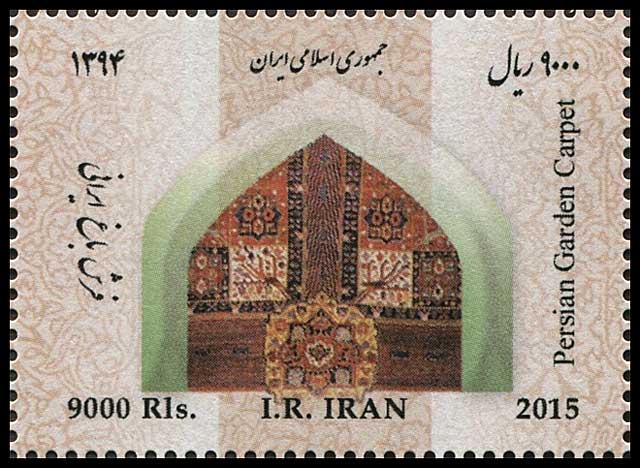 ۱۳۹۴
جمهوری اسلامی ایران
۹۰۰۰ ریال
فرش باغ ایرانی
Persian Garden Carpet
9000 Rls.
I.R. IRAN
2015